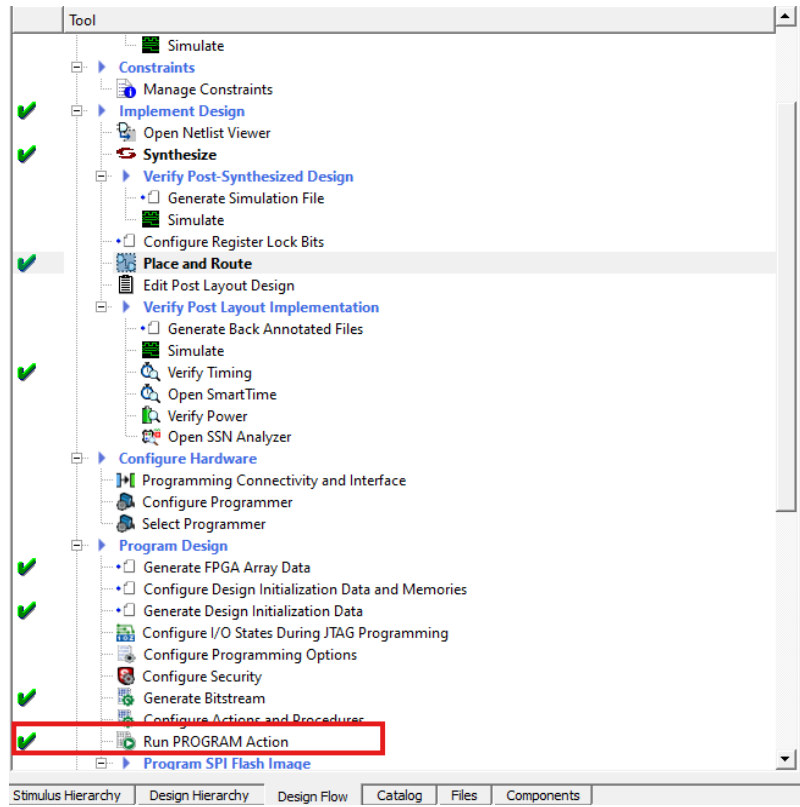 Tool
Simulate
Constraints
Manage Constraints
Implement Design
Open Netlist Viewer
Synthesize
Verify Post-Synthesized Design
Generate Simulation File
Simulate
Configure Register Lock Bits
Place and Route
Edit Post Layout Design
Verify Post Layout Implementation
Generate Back Annotated Files
Simulate
Verify Timing
Open SmartTime
Verify Power
Open SSN Analyzer
Configure Hardware
Programming Connectivity and Interface
Configure Programmer
Select Programmer
Program Design
Generate FPGA Array Data
Configure Design Initialization Data and Memories
Generate Design Initialization Data
Configure I/O States During JTAG Programming
Configure Programming Options
Configure Security
Generate Bitstream
Configure Actions and Procedures
Run PROGRAM Action
Program SPI Flash Image
Stimulus Hierarchy Design Hierarchy Design Flow Catalog Files Components